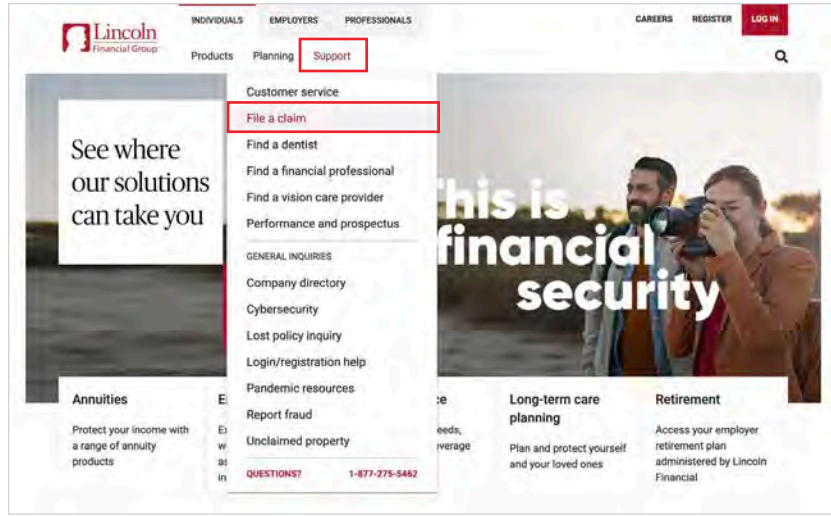 INDIVIDUALS EMPLOYERS PROFESSIONALS CAREERS REGISTER LOG IN
Lincoln
Financial Group
Products Planning Support
Customer service
File a claim
Find a dentist
Find a financial professional
Find a vision care provider
Performance and prospectus
GENERAL INQUIRIES
Company directory
Cybersecurity
Lost policy inquiry
Login/registration help
Pandemic resources
Report fraud
Unclaimed property
QUESTIONS? 1-877-275-5462
See where
our solutions
can take you
his is
financial
security
Annuities
Protect your income with
a range of annuity
products
Long-term care
planning
Plan and protect yourself
and your loved ones
Retirement
Access your employer
retirement plan
administered by Lincoln
Financial